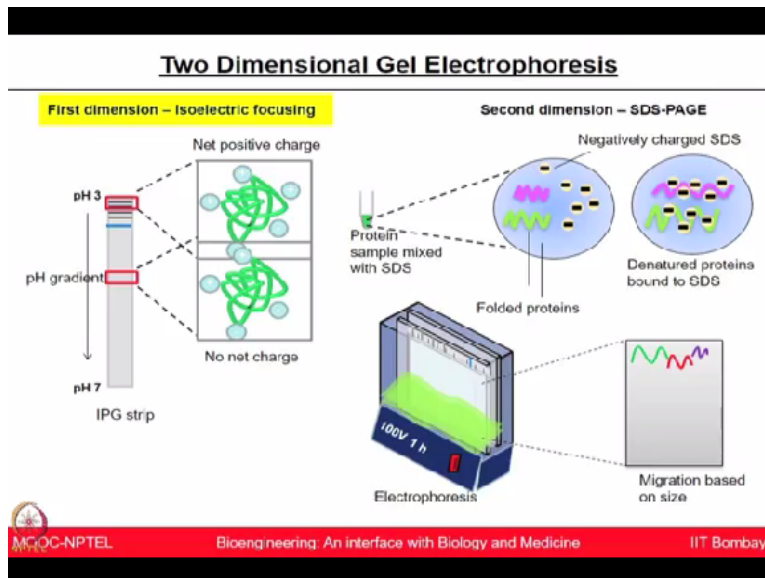 Two Dimensional Gel Electrophoresis
First dimension – Isoelectric focusing
Second dimension – SDS-PAGE
Net positive charge
pH 3
pH gradient
No net charge
pH 7
IPG strip
Negatively charged SDS
Protein
sample mixed
with SDS
Denatured proteins
bound to SDS
Folded proteins
100V 1 h
Electrophoresis
Migration based
on size
NPTEL
MOOC-NPTEL
Bioengineering: An interface with Biology and Medicine
IIT Bombay